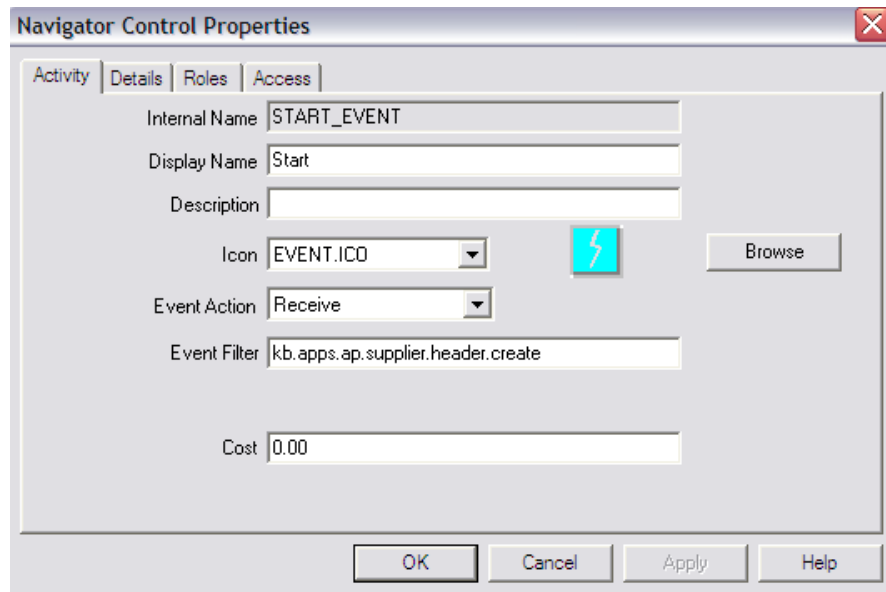 Navigator Control Properties
Activity Details Roles Access
Internal Name START_EVENT
Display Name Start
Description
Icon EVENT.ICO Browse
Event Action Receive
Event Filter kb.apps.ap.supplier.header.create
Cost 0.00
OK Cancel Apply Help